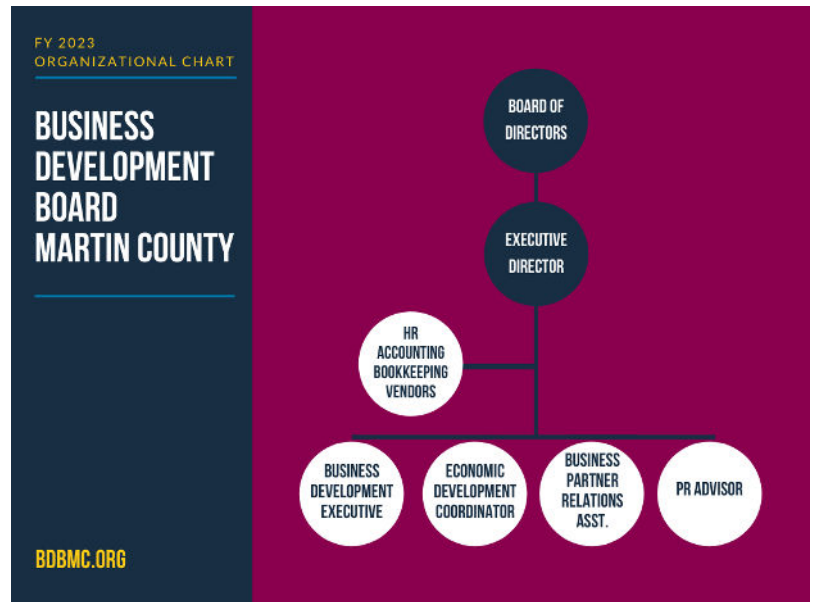 FY 2023
ORGANIZATIONAL CHART
BUSINESS
DEVELOPMENT
BOARD
MARTIN COUNTY
BDBMC.ORG
BOARD OF
DIRECTORS
EXECUTIVE
DIRECTOR
HR
ACCOUNTING
BOOKKEEPING
VENDORS
BUSINESS
DEVELOPMENT
EXECUTIVE
ECONOMIC
DEVELOPMENT
COORDINATOR
BUSINESS
PARTNER
RELATIONS
ASST.
PR ADVISOR